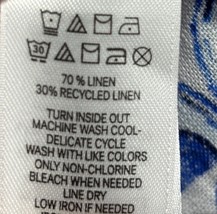 30
70 % LINEN
30% RECYCLED LINEN
TURN INSIDE OUT
MACHINE WASH COOL-
DELICATE CYCLE
WASH WITH LIKE COLORS
ONLY NON-CHLORINE
BLEACH WHEN NEEDED
LINE DRY
LOW IRON IF NEEDED